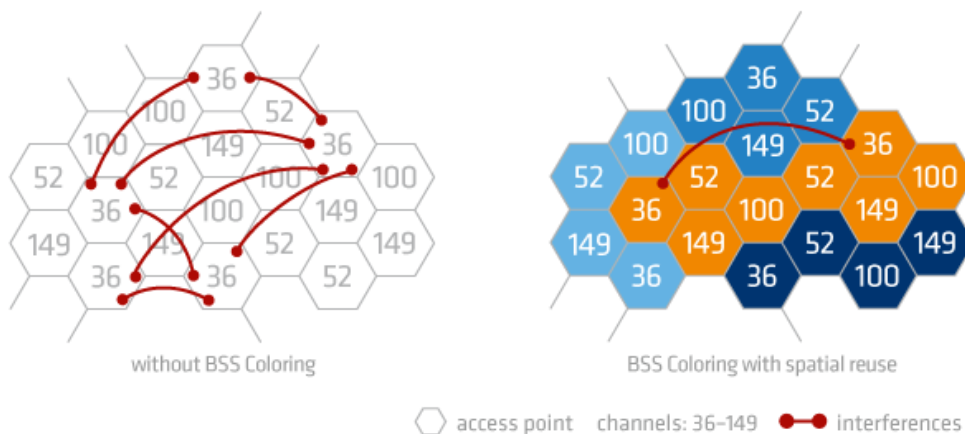 36
100 52
100 149 36
52 52 100 100
36 100 36
149 149 52 149
36 36 52
without BSS Coloring
36
100 52
100 149 36
52 52 52 100
36 100 149
149 149 52 149
36 36 100
BSS Coloring with spatial reuse
access point channels: 36–149 interferences